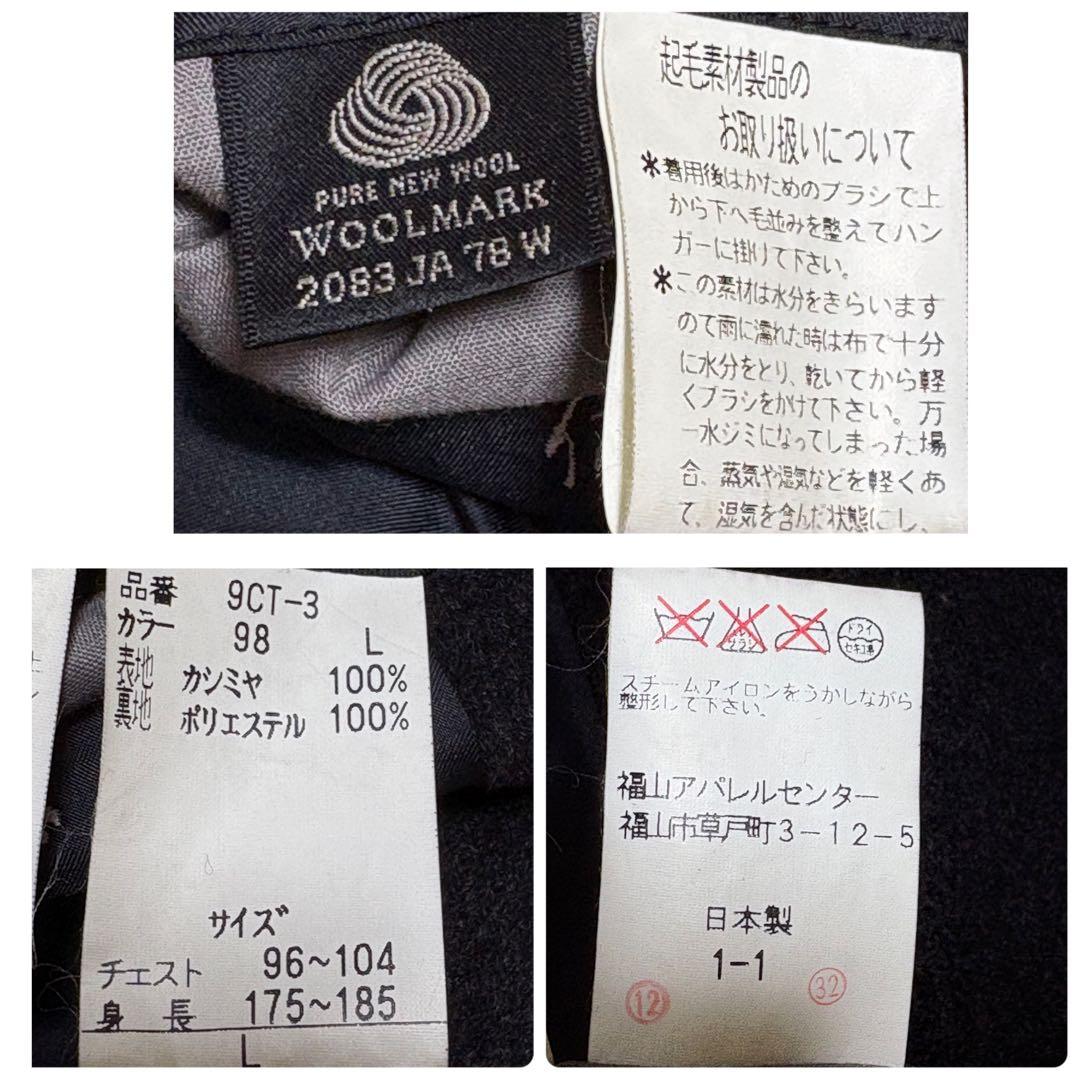 PURE NEW WOOL
WOOLMARK
2083 JA 78 W
起毛素材製品の
お取り扱いについて
*着用後はかためのブラシで上
から下へ毛並みを整えてハン
ガーに掛けて下さい。
*この素材は水分をきらいます
ので雨に濡れた時は布で十分
に水分をとり、乾いてから軽
くブラシをかけて下さい。万
一水ジミになってしまった場
合、蒸気や湿気などを軽くあ
て、湿気を含んだ状態にし、
品番 9CT-3
カラー 98 L
表地 カシミヤ 100%
裏地 ポリエステル 100%
サイズ
チェスト 96~104
身長 175~185
L
ドライ
セキユ系
スチームアイロンをうかしながら
整形して下さい。
福山アパレルセンター
福山市草戸町3-12-5
日本製
1-1
12
32